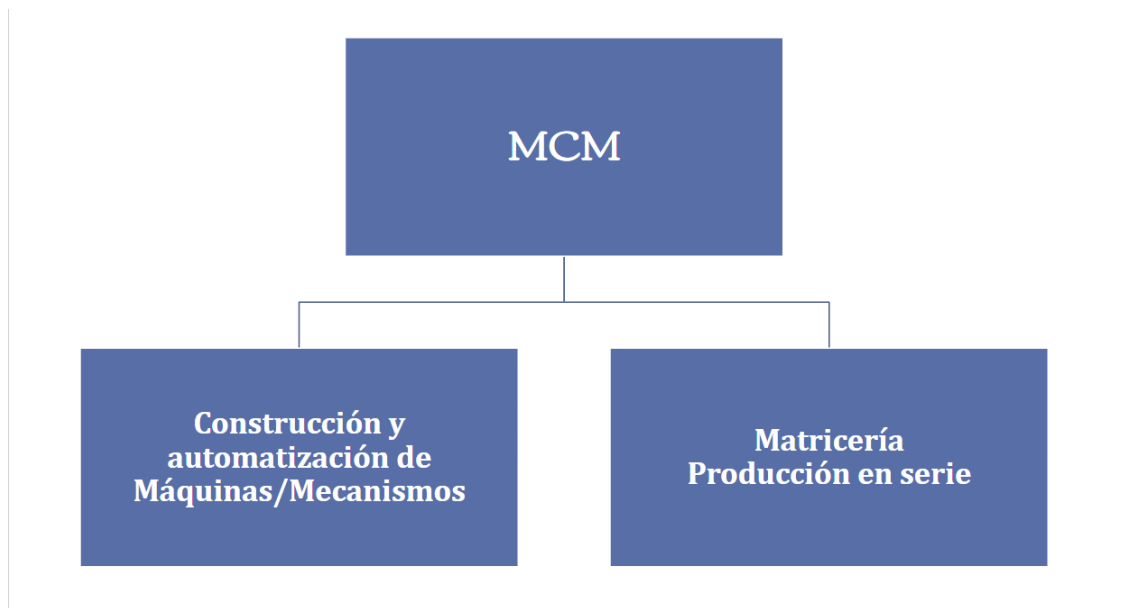 MCM
Construcción y
automatización de
Máquinas/Mecanismos
Matricería
Producción en serie